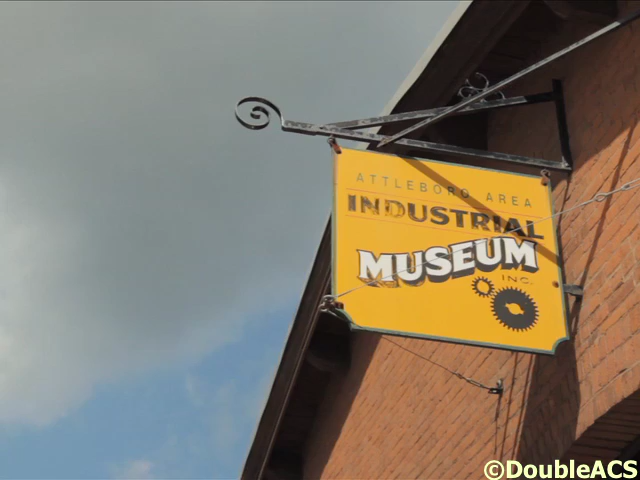 ATTLEBORO AREA
INDUSTRIAL
MUSEUM
INC.
©DoubleACS